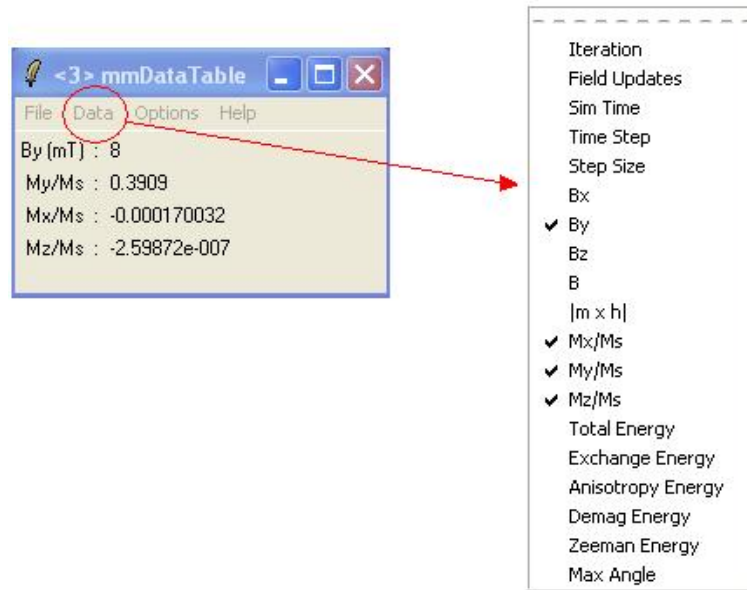 <3> mmDataTable
File Data Options Help
By (mT) : 8
My/Ms : 0.3909
Mx/Ms : -0.000170032
Mz/Ms : -2.59872e-007
Iteration
Field Updates
Sim Time
Time Step
Step Size
Bx
By
Bz
B
|m x h|
Mx/Ms
My/Ms
Mz/Ms
Total Energy
Exchange Energy
Anisotropy Energy
Demag Energy
Zeeman Energy
Max Angle